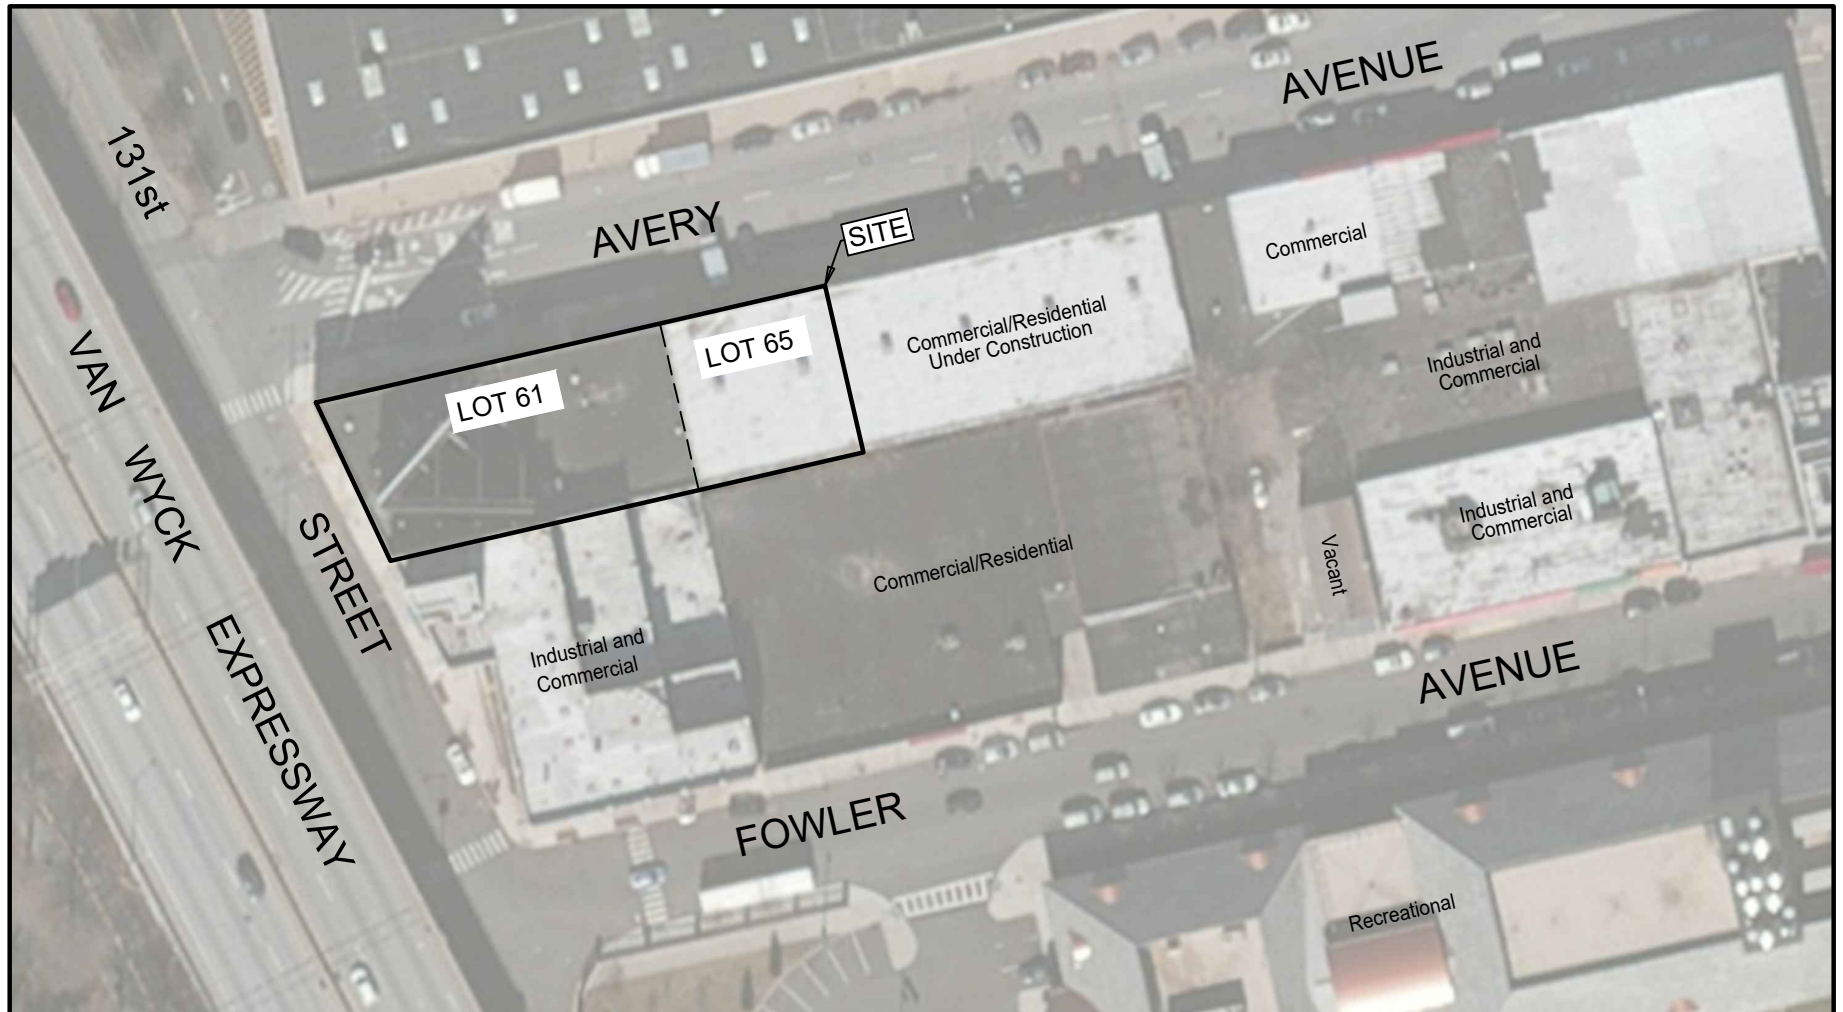 AVENUE
131st
AVERY
SITE
Commercial
LOT 65
Commercial/Residential
Under Construction
Industrial and
Commercial
VAN WYCK EXPRESSWAY
LOT 61
STREET
Industrial and
Commercial
Vacant
Commercial/Residential
Industrial and
Commercial
AVENUE
FOWLER
Recreational